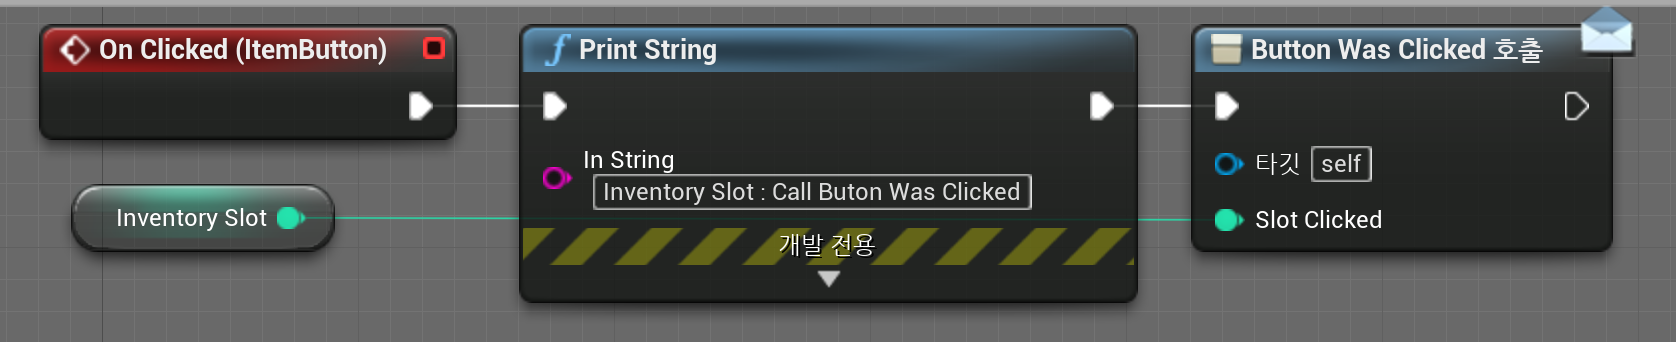 On Clicked (ItemButton)
Print String
Button Was Clicked 호출
In String
Inventory Slot : Call Buton Was Clicked
타깃 self
Inventory Slot
Slot Clicked
개발 전용